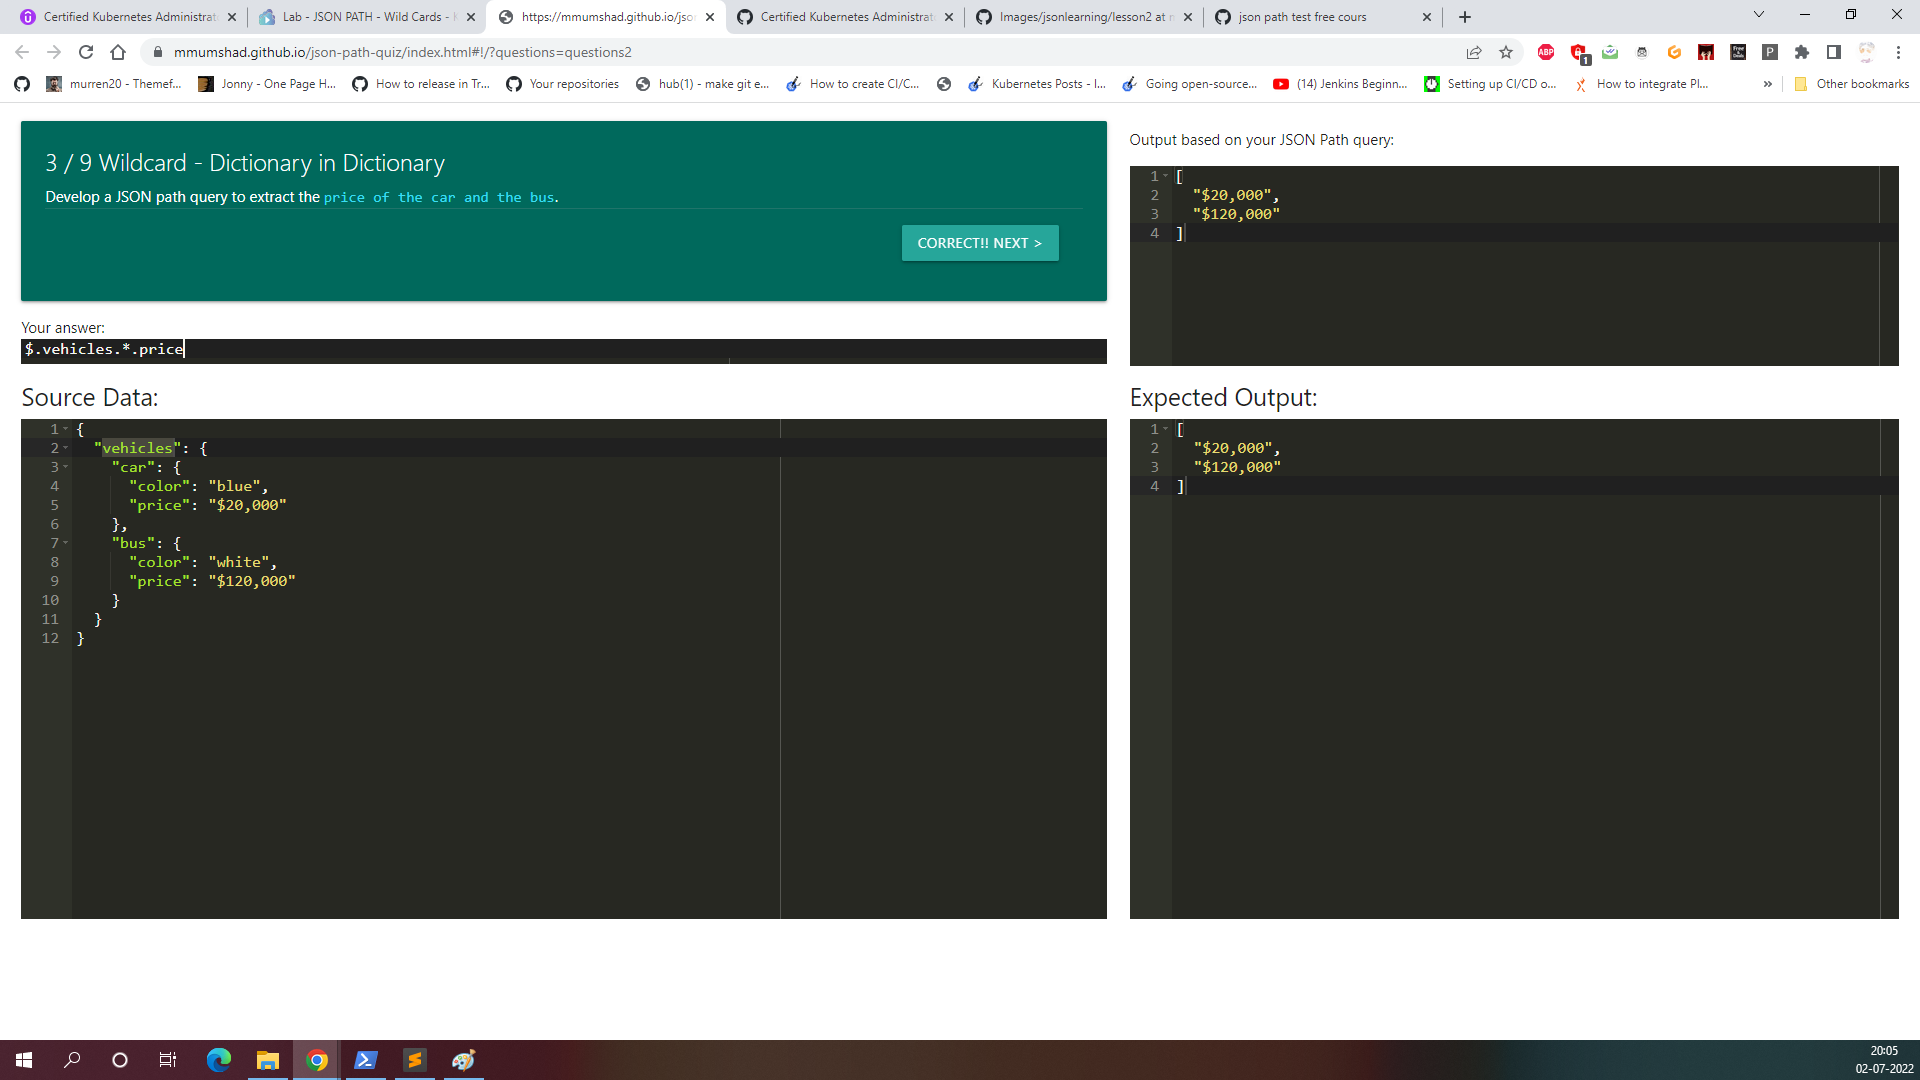 Certified Kubernetes Administrat
Lab - JSON PATH - Wild Cards - K
https://mmumshad.github.io/jso
Certified Kubernetes Administrat
Images/jsonlearning/lesson2 at m
json path test free cours
mmumshad.github.io/json-path-quiz/index.html#!/?questions=questions2
ABP
1
P
murren20 - Themef...
Jonny - One Page H...
How to release in Tr...
Your repositories
hub(1) - make git e...
How to create CI/C...
Kubernetes Posts - I...
Going open-source...
(14) Jenkins Beginn...
Setting up CI/CD o...
How to integrate Pl...
»
Other bookmarks
3 / 9 Wildcard - Dictionary in Dictionary
Develop a JSON path query to extract the price of the car and the bus.
CORRECT!! NEXT >
Your answer:
$.vehicles.*.price
Source Data:
1 {
2 "vehicles": {
3 "car": {
4 "color": "blue",
5 "price": "$20,000"
6 },
7 "bus": {
8 "color": "white",
9 "price": "$120,000"
10 }
11 }
12 }
Output based on your JSON Path query:
1 [
2 "$20,000",
3 "$120,000"
4 ]
Expected Output:
1 [
2 "$20,000",
3 "$120,000"
4 ]
20:05
02-07-2022